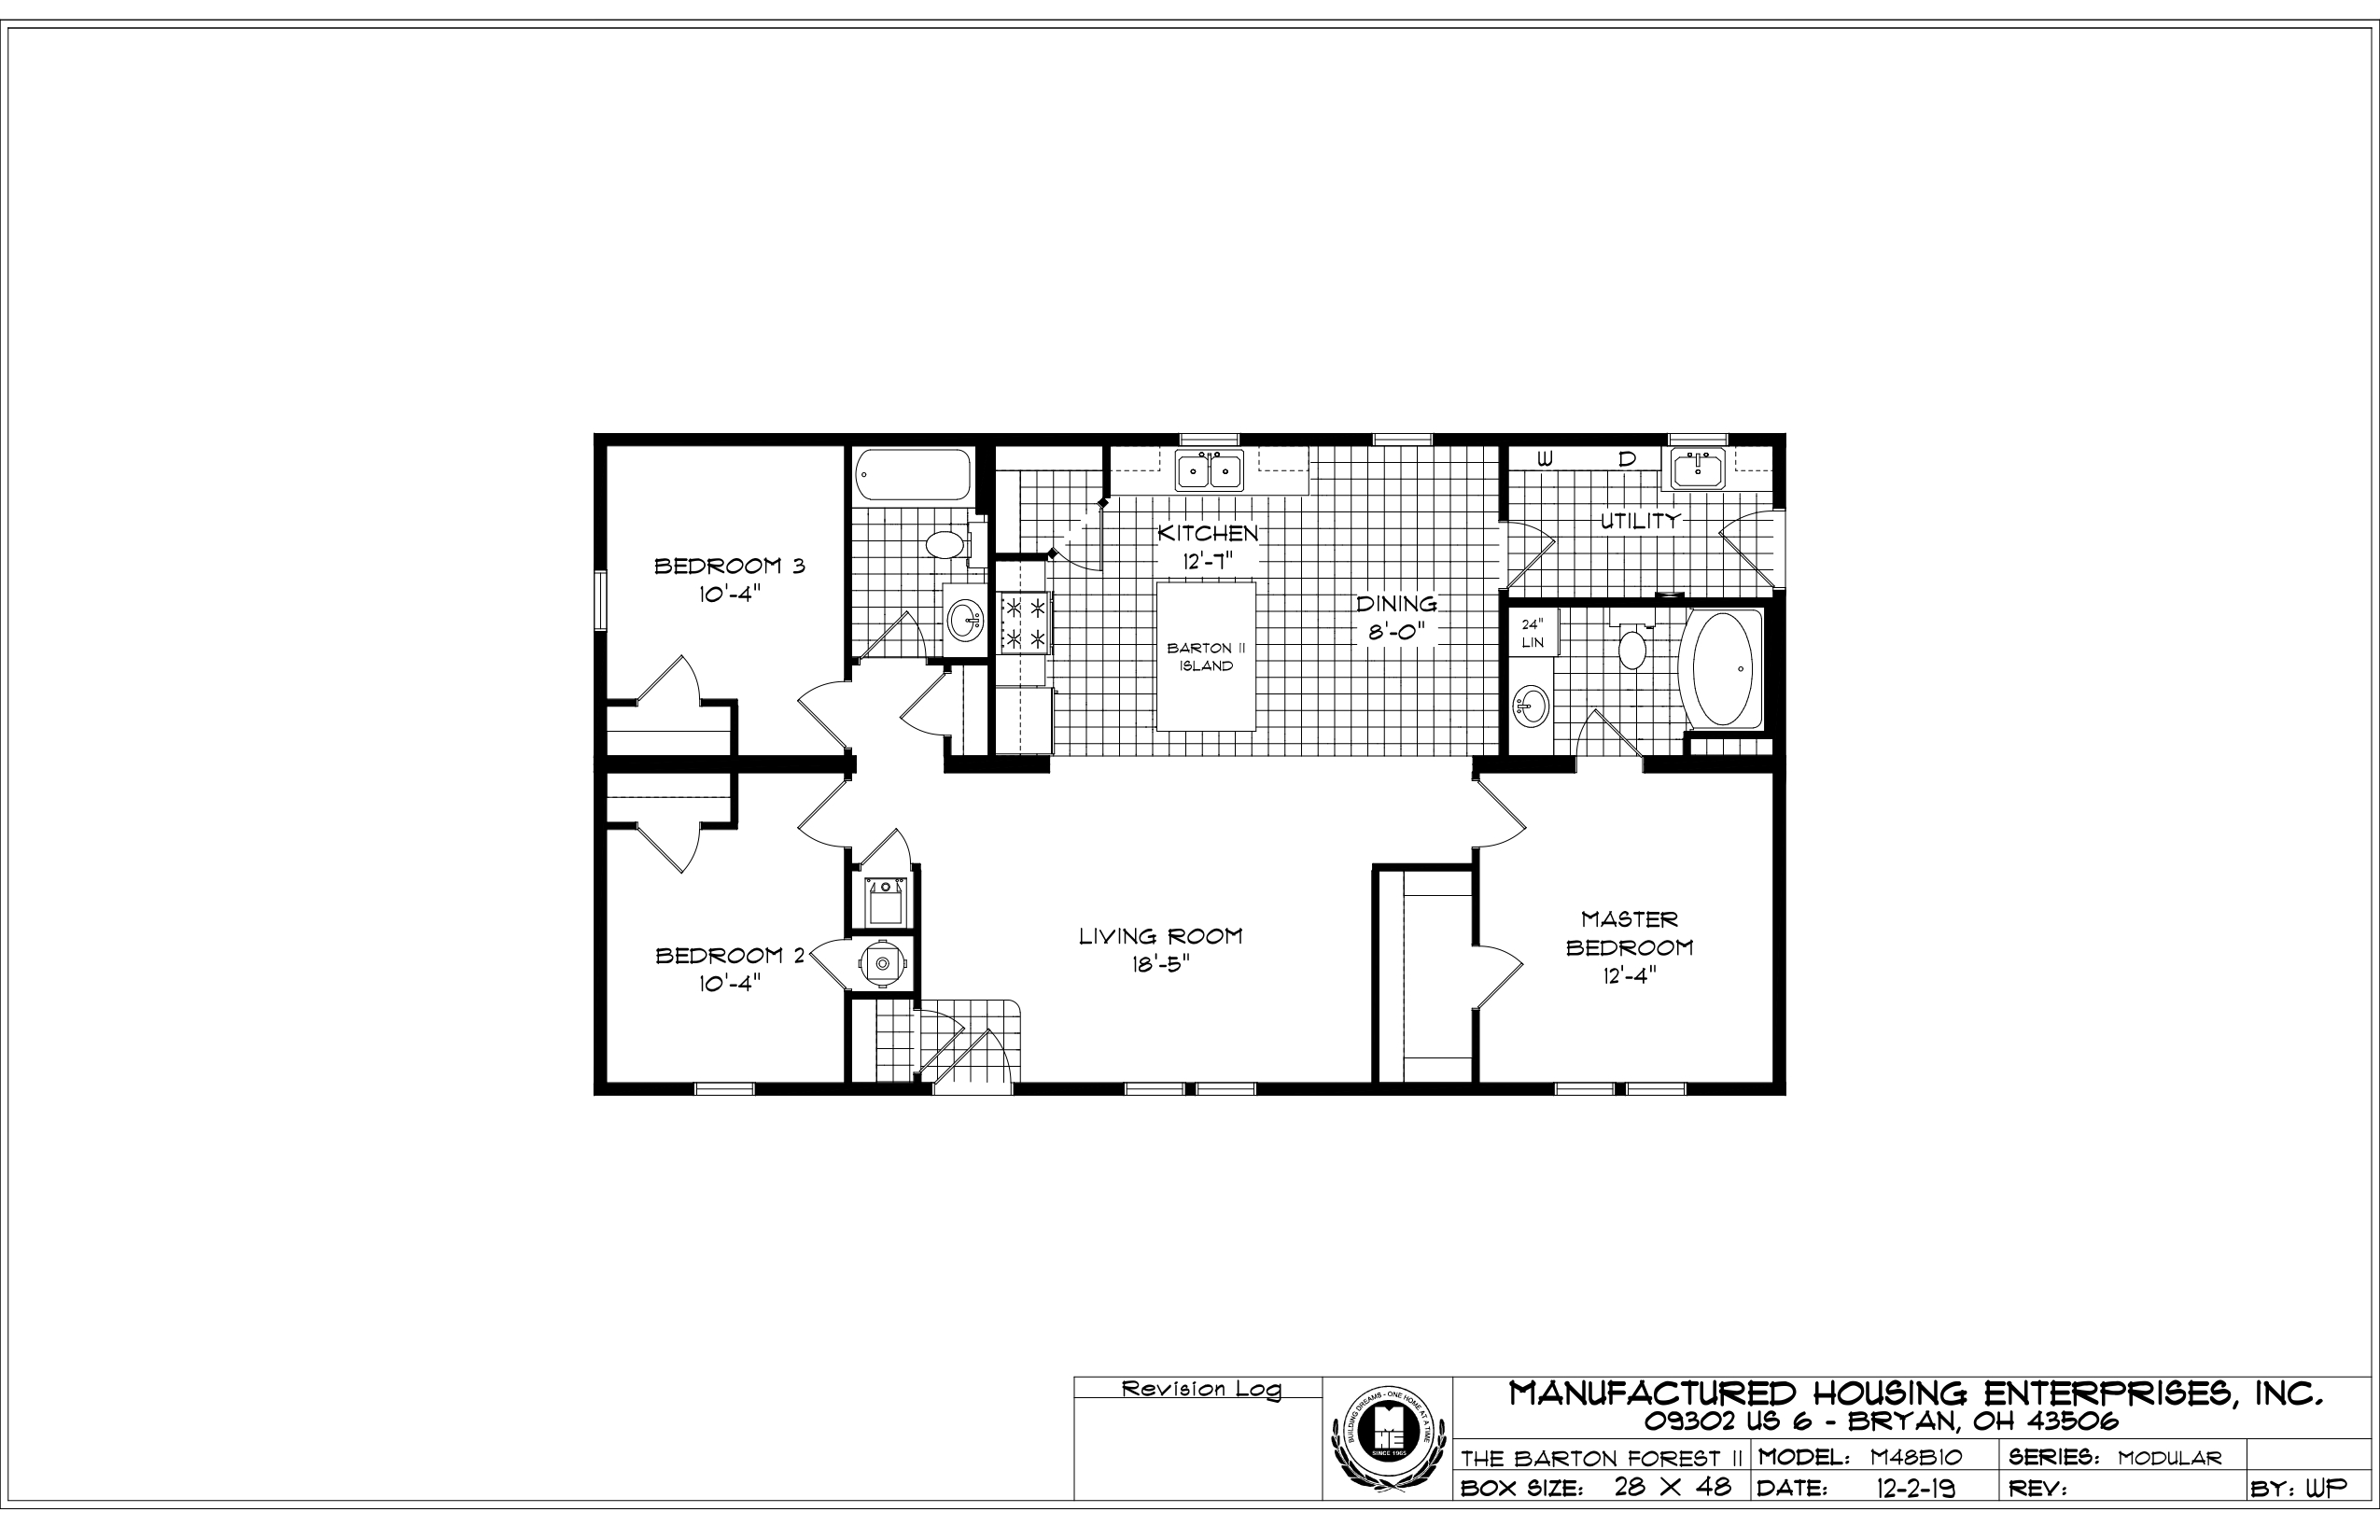 W D
UTILITY
KITCHEN
12'-7"
BEDROOM 3
10'-4"
DINING
8'-0"
BARTON II
ISLAND
24"
LIN
LIVING ROOM
18'-5"
MASTER
BEDROOM
12'-4"
BEDROOM 2
10'-4"
Revision Log
BUILDING DREAMS - ONE HOME AT A TIME
MHE
SINCE 1965
MANUFACTURED HOUSING ENTERPRISES, INC.
09302 US 6 - BRYAN, OH 43506
THE BARTON FOREST II MODEL: M48B10 SERIES: MODULAR
BOX SIZE: 28 X 48 DATE: 12-2-19 REV: BY: WP